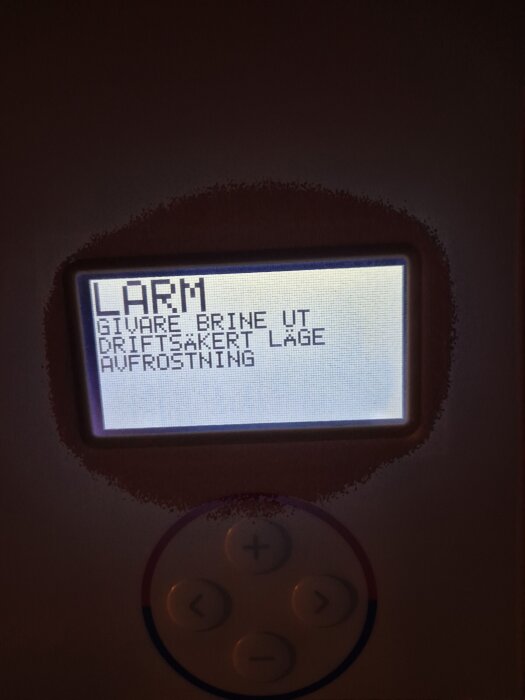 LARM
GIVARE BRINE UT
DRIFTSÄKERT LÄGE
AVFROSTNING
+
< >
−